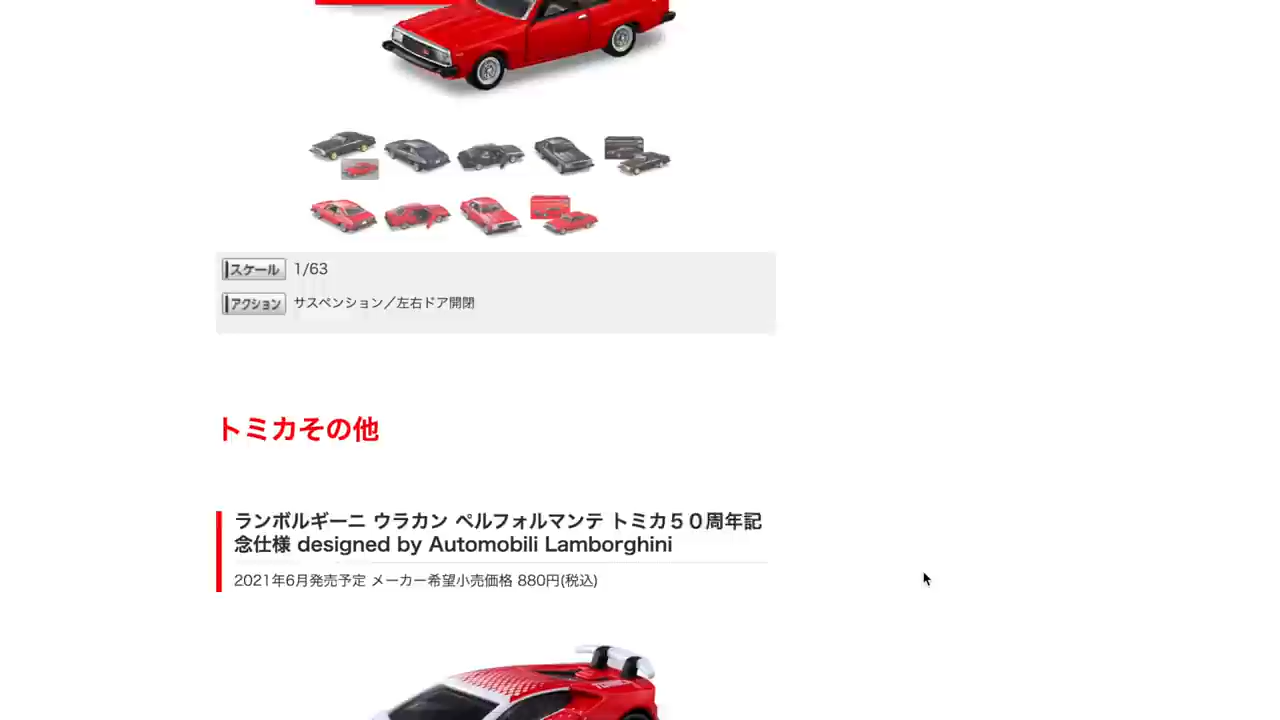 スケール 1/63
アクション サスペンション／左右ドア開閉
トミカその他
ランボルギーニ ウラカン ペルフォルマンテ トミカ５０周年記
念仕様 designed by Automobili Lamborghini
2021年6月発売予定 メーカー希望小売価格 880円(税込)